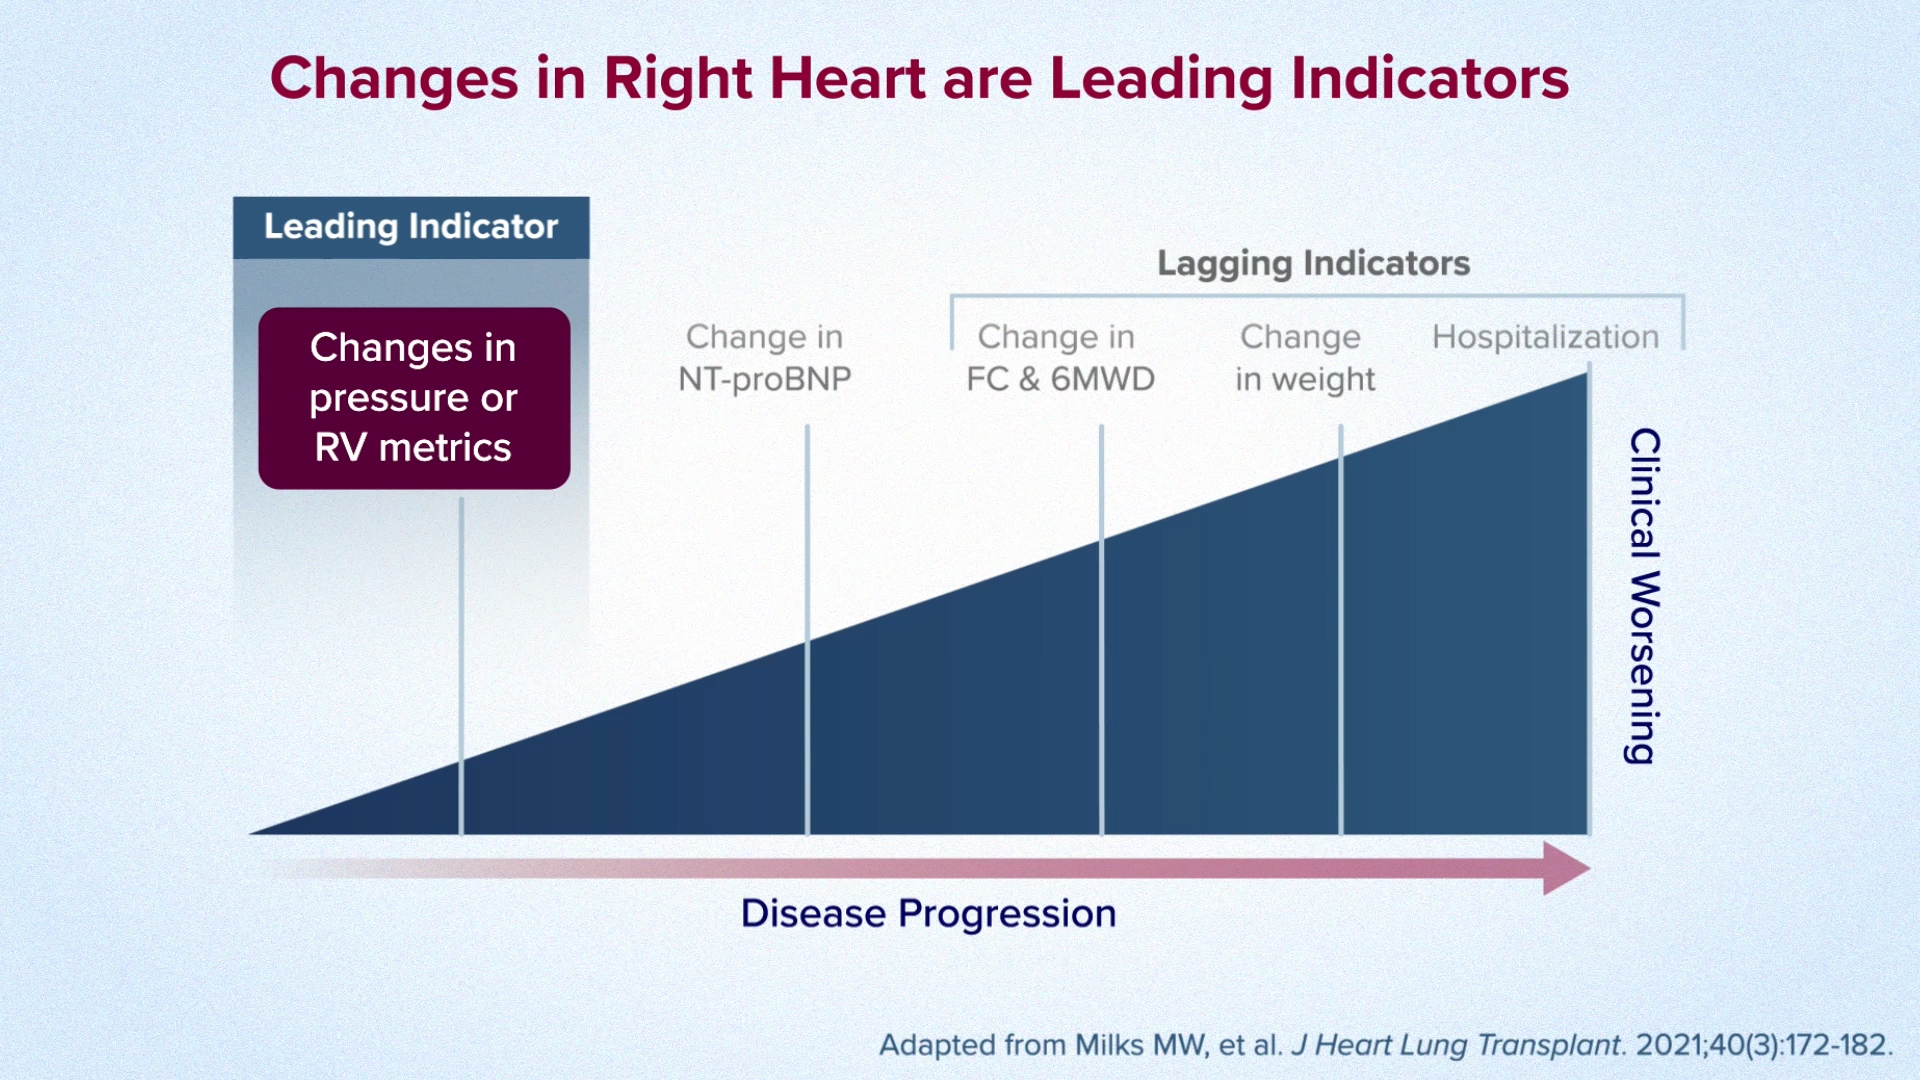 Changes in Right Heart are Leading Indicators
Leading Indicator
Changes in
pressure or
RV metrics
Change in
NT-proBNP
Lagging Indicators
Change in
FC & 6MWD
Change
in weight
Hospitalization
Clinical Worsening
Disease Progression
Adapted from Milks MW, et al. J Heart Lung Transplant. 2021;40(3):172-182.